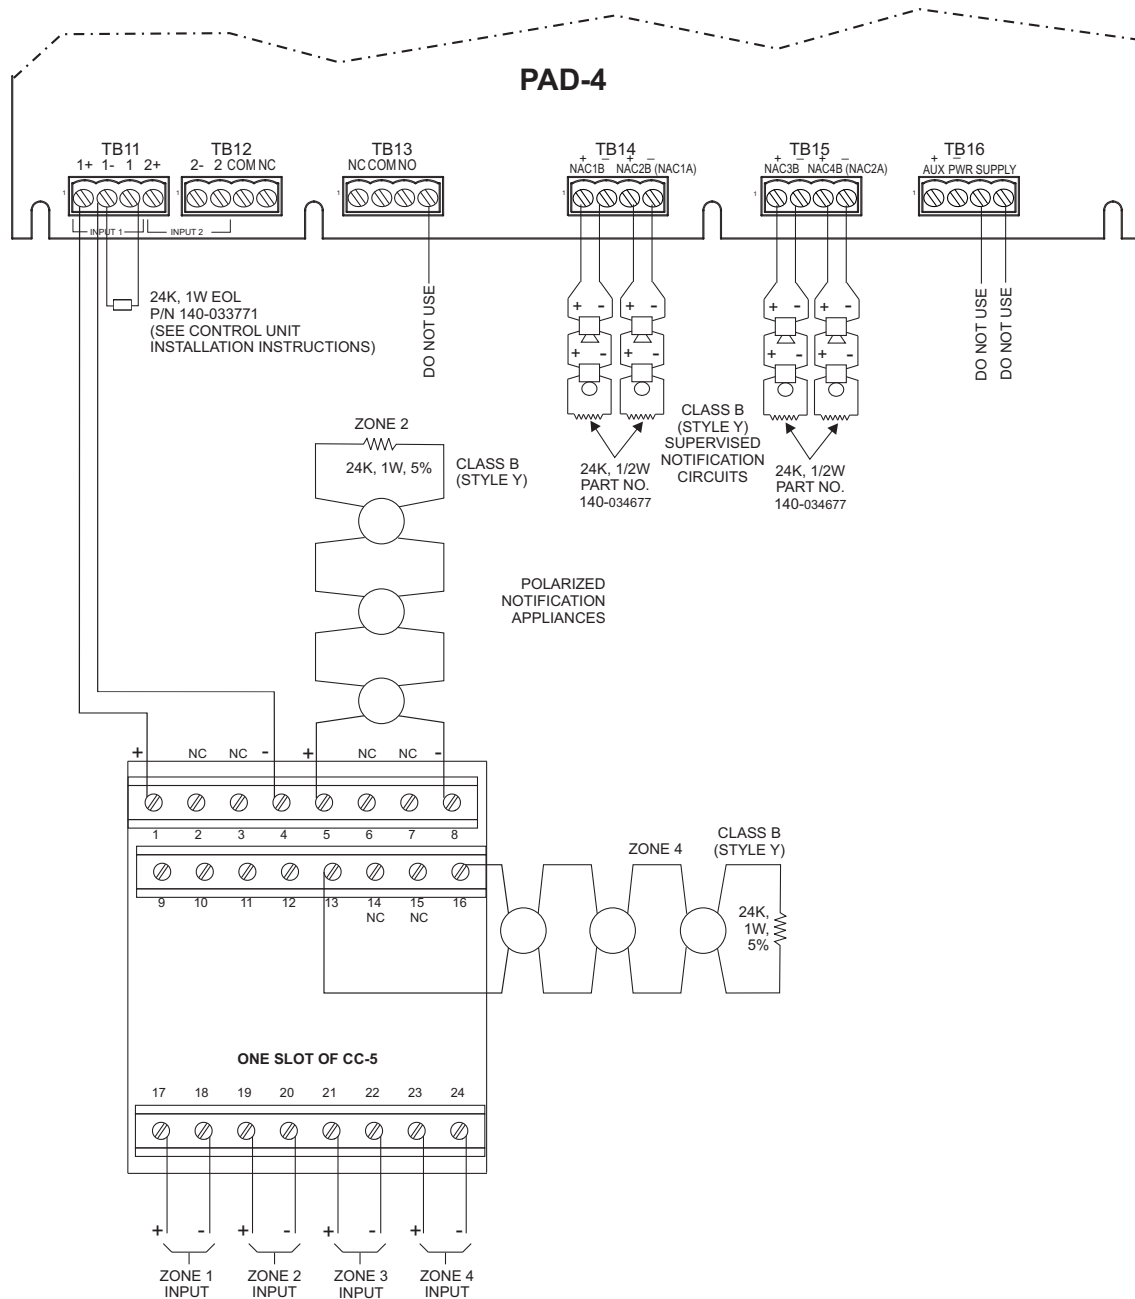 PAD-4
TB11
1+ 1- 1 2+
TB12
2- 2 COM NC
TB13
NC COM NO
TB14
+ - + -
NAC1B NAC2B (NAC1A)
TB15
+ - + -
NAC3B NAC4B (NAC2A)
TB16
+ -
AUX PWR SUPPLY
1
1
1
1
1
1
INPUT 1
INPUT 2
24K, 1W EOL
P/N 140-033771
(SEE CONTROL UNIT
INSTALLATION INSTRUCTIONS)
DO NOT USE
+ - + -
+ - + -
+ - + -
+ - + -
DO NOT USE
DO NOT USE
CLASS B
(STYLE Y)
SUPERVISED
NOTIFICATION
CIRCUITS
24K, 1/2W
PART NO.
140-034677
24K, 1/2W
PART NO.
140-034677
ZONE 2
24K, 1W, 5%
CLASS B
(STYLE Y)
POLARIZED
NOTIFICATION
APPLIANCES
+ NC NC - + NC NC -
1 2 3 4 5 6 7 8
9 10 11 12 13 14 15 16
NC NC
ZONE 4
CLASS B
(STYLE Y)
24K,
1W,
5%
ONE SLOT OF CC-5
17 18 19 20 21 22 23 24
+ - + - + - + -
ZONE 1
INPUT
ZONE 2
INPUT
ZONE 3
INPUT
ZONE 4
INPUT